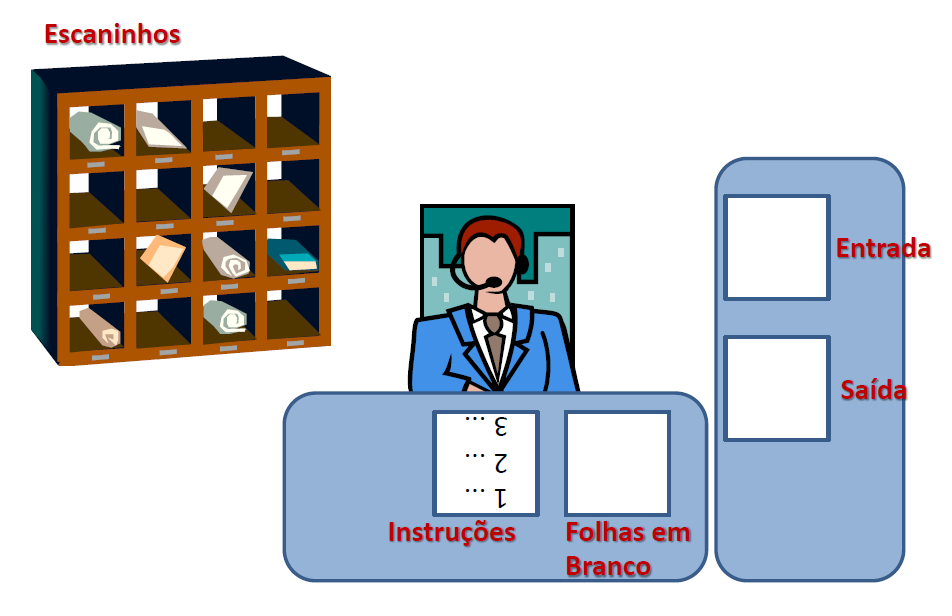 Escaninhos
Entrada
Saída
1 ...
2 ...
3 ...
Instruções
Folhas em
Branco